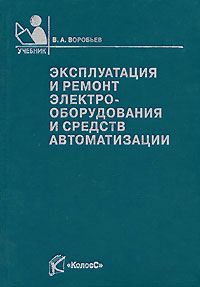 УЧЕБНИК
В. А. ВОРОБЬЕВ
ЭКСПЛУАТАЦИЯ
И РЕМОНТ
ЭЛЕКТРО-
ОБОРУДОВАНИЯ
И СРЕДСТВ
АВТОМАТИЗАЦИИ
«КолосС»